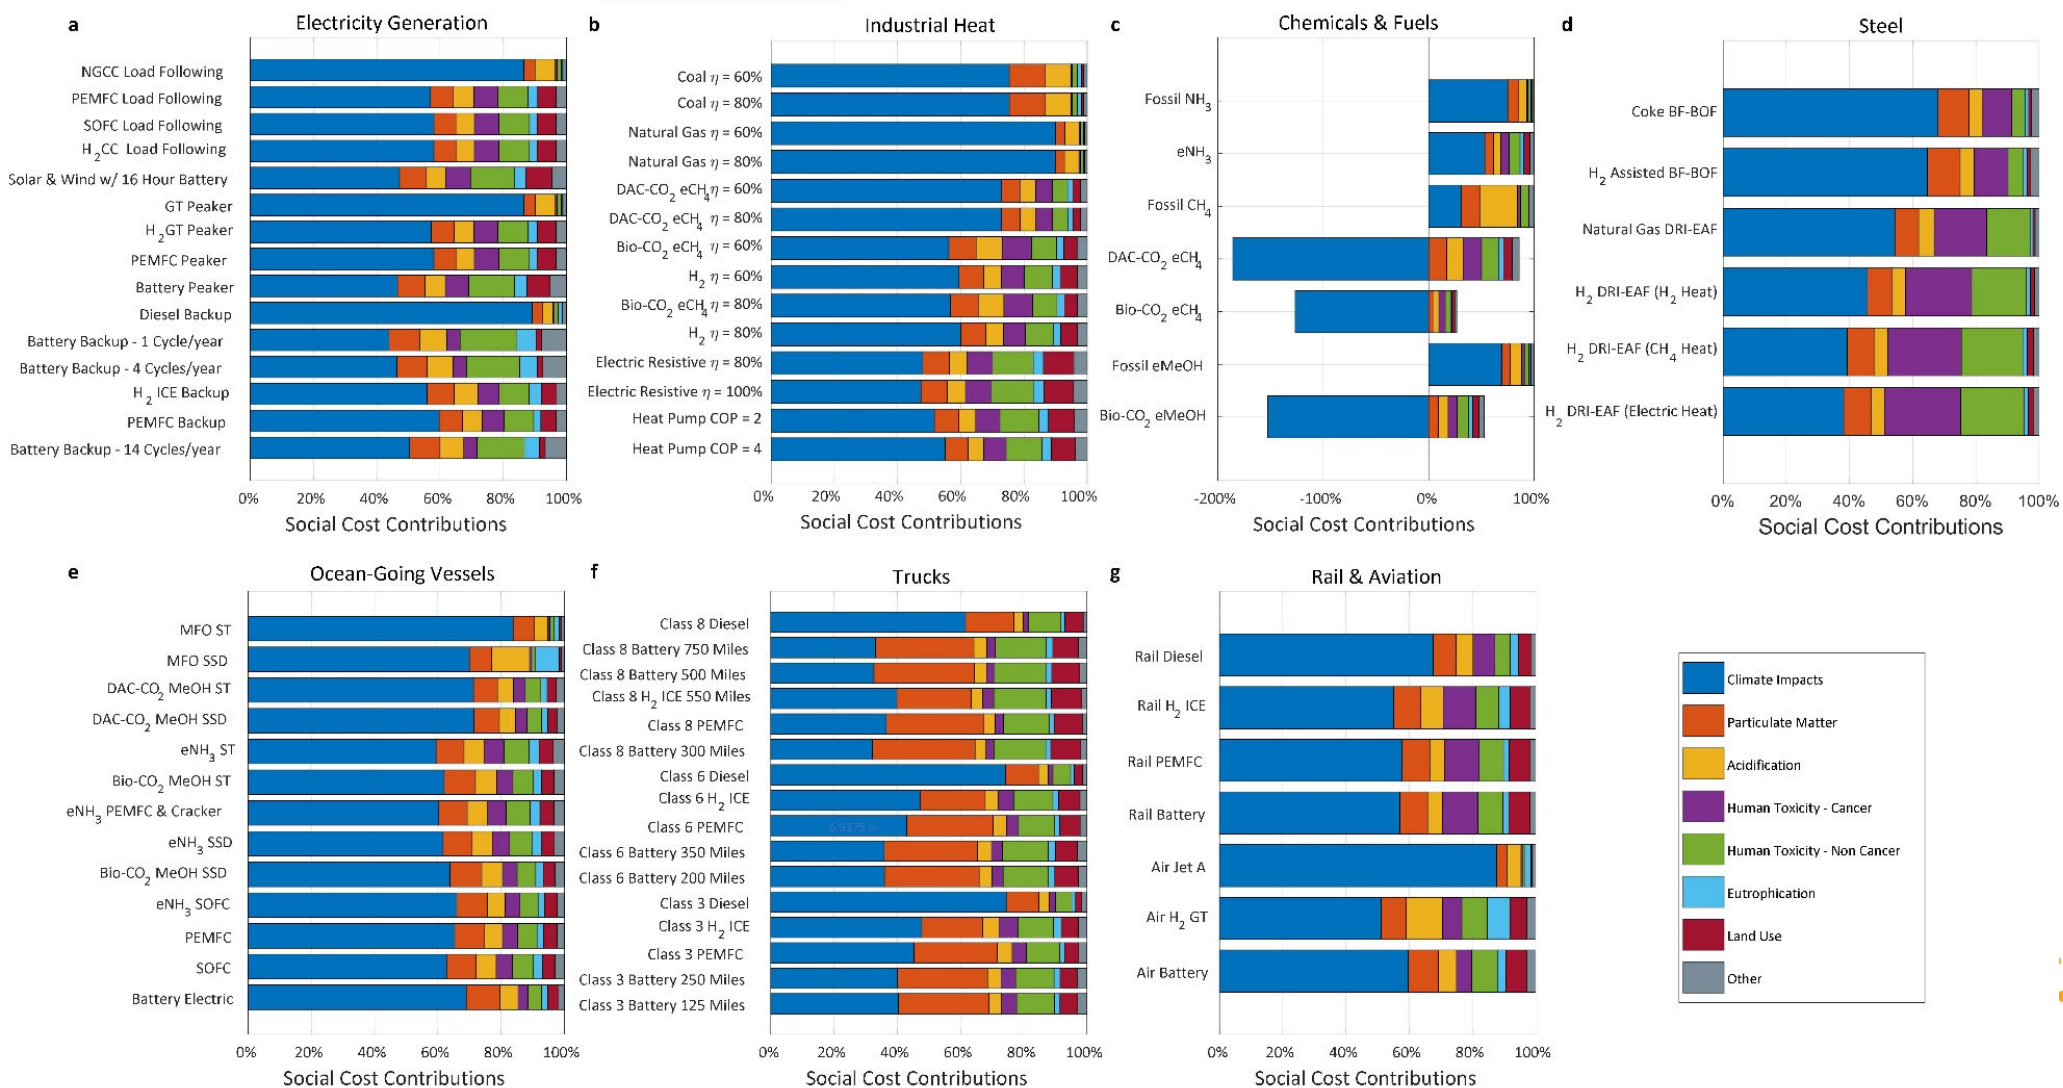 a
Electricity Generation
NGCC Load Following
PEMFC Load Following
SOFC Load Following
H2CC Load Following
Solar & Wind w/ 16 Hour Battery
GT Peaker
H2GT Peaker
PEMFC Peaker
Battery Peaker
Diesel Backup
Battery Backup - 1 Cycle/year
Battery Backup - 4 Cycles/year
H2 ICE Backup
PEMFC Backup
Battery Backup - 14 Cycles/year
0% 20% 40% 60% 80% 100%
Social Cost Contributions
b
Industrial Heat
Coal η = 60%
Coal η = 80%
Natural Gas η = 60%
Natural Gas η = 80%
DAC-CO2 eCH4 η = 60%
DAC-CO2 eCH4 η = 80%
Bio-CO2 eCH4 η = 60%
H2 η = 60%
Bio-CO2 eCH4 η = 80%
H2 η = 80%
Electric Resistive η = 80%
Electric Resistive η = 100%
Heat Pump COP = 2
Heat Pump COP = 4
0% 20% 40% 60% 80% 100%
Social Cost Contributions
c
Chemicals & Fuels
Fossil NH3
eNH3
Fossil CH4
DAC-CO2 eCH4
Bio-CO2 eCH4
Fossil eMeOH
Bio-CO2 eMeOH
-200% -100% 0% 100%
Social Cost Contributions
d
Steel
Coke BF-BOF
H2 Assisted BF-BOF
Natural Gas DRI-EAF
H2 DRI-EAF (H2 Heat)
H2 DRI-EAF (CH4 Heat)
H2 DRI-EAF (Electric Heat)
0% 20% 40% 60% 80% 100%
Social Cost Contributions
e
Ocean-Going Vessels
MFO ST
MFO SSD
DAC-CO2 MeOH ST
DAC-CO2 MeOH SSD
eNH3 ST
Bio-CO2 MeOH ST
eNH3 PEMFC & Cracker
eNH3 SSD
Bio-CO2 MeOH SSD
eNH3 SOFC
PEMFC
SOFC
Battery Electric
0% 20% 40% 60% 80% 100%
Social Cost Contributions
f
Trucks
Class 8 Diesel
Class 8 Battery 750 Miles
Class 8 Battery 500 Miles
Class 8 H2 ICE 550 Miles
Class 8 PEMFC
Class 8 Battery 300 Miles
Class 6 Diesel
Class 6 H2 ICE
Class 6 PEMFC
6.9375 in
Class 6 Battery 350 Miles
Class 6 Battery 200 Miles
Class 3 Diesel
Class 3 H2 ICE
Class 3 PEMFC
Class 3 Battery 250 Miles
Class 3 Battery 125 Miles
0% 20% 40% 60% 80% 100%
Social Cost Contributions
g
Rail & Aviation
Rail Diesel
Rail H2 ICE
Rail PEMFC
Rail Battery
Air Jet A
Air H2 GT
Air Battery
0% 20% 40% 60% 80% 100%
Social Cost Contributions
Climate Impacts
Particulate Matter
Acidification
Human Toxicity - Cancer
Human Toxicity - Non Cancer
Eutrophication
Land Use
Other